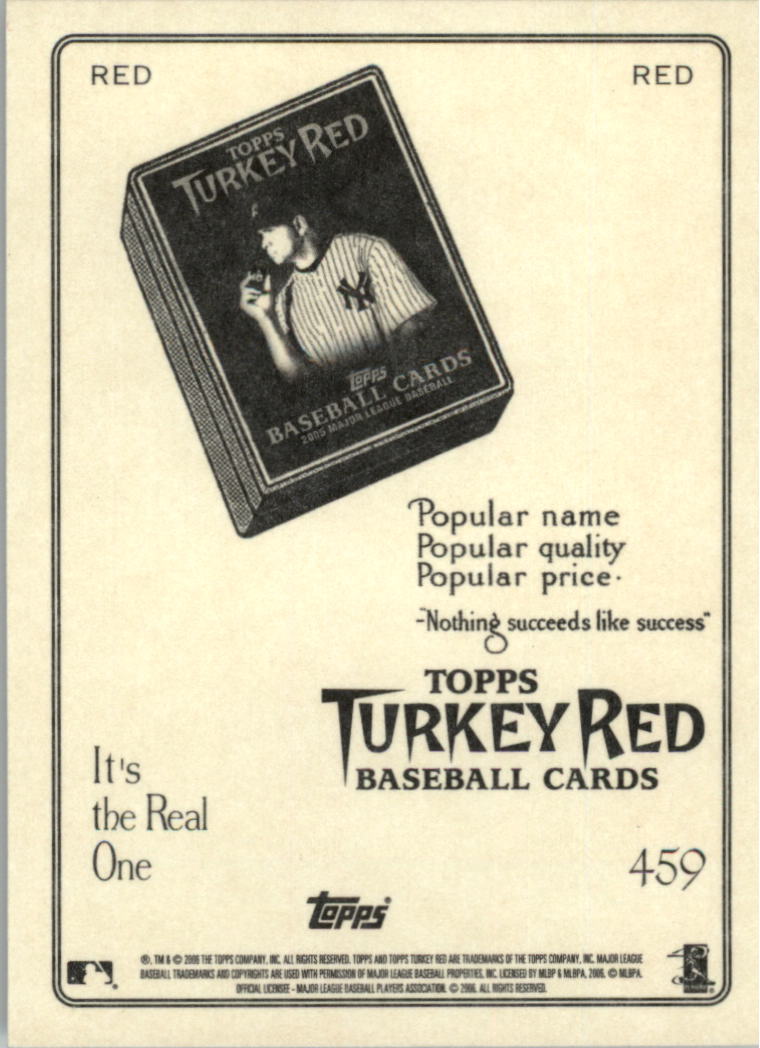 RED RED
TOPPS
TURKEY RED
NY
Topps
BASEBALL CARDS
2005 MAJOR LEAGUE BASEBALL
Popular name
Popular quality
Popular price.
-"Nothing succeeds like success"
TOPPS
TURKEY RED
BASEBALL CARDS
It's
the Real
One
459
Topps®
®, TM & © 2006 THE TOPPS COMPANY, INC. ALL RIGHTS RESERVED. TOPPS AND TOPPS TURKEY RED ARE TRADEMARKS OF THE TOPPS COMPANY, INC. MAJOR LEAGUE
BASEBALL TRADEMARKS AND COPYRIGHTS ARE USED WITH PERMISSION OF MAJOR LEAGUE BASEBALL PROPERTIES, INC. LICENSED BY MLBP & MLBPA, 2006. © MLBPA.
OFFICIAL LICENSEE - MAJOR LEAGUE BASEBALL PLAYERS ASSOCIATION. © 2006. ALL RIGHTS RESERVED.